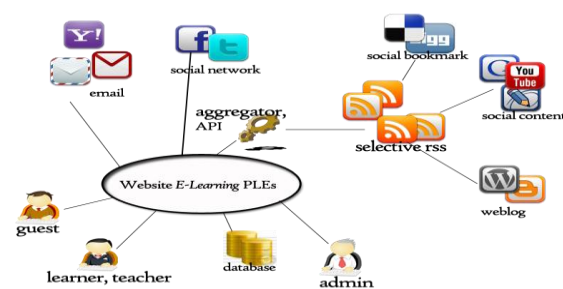 Y!
f
t
social network
email
digg
social bookmark
G
You
Tube
social content
aggregator,
API
selective rss
Website E-Learning PLEs
W
weblog
guest
learner, teacher
database
admin